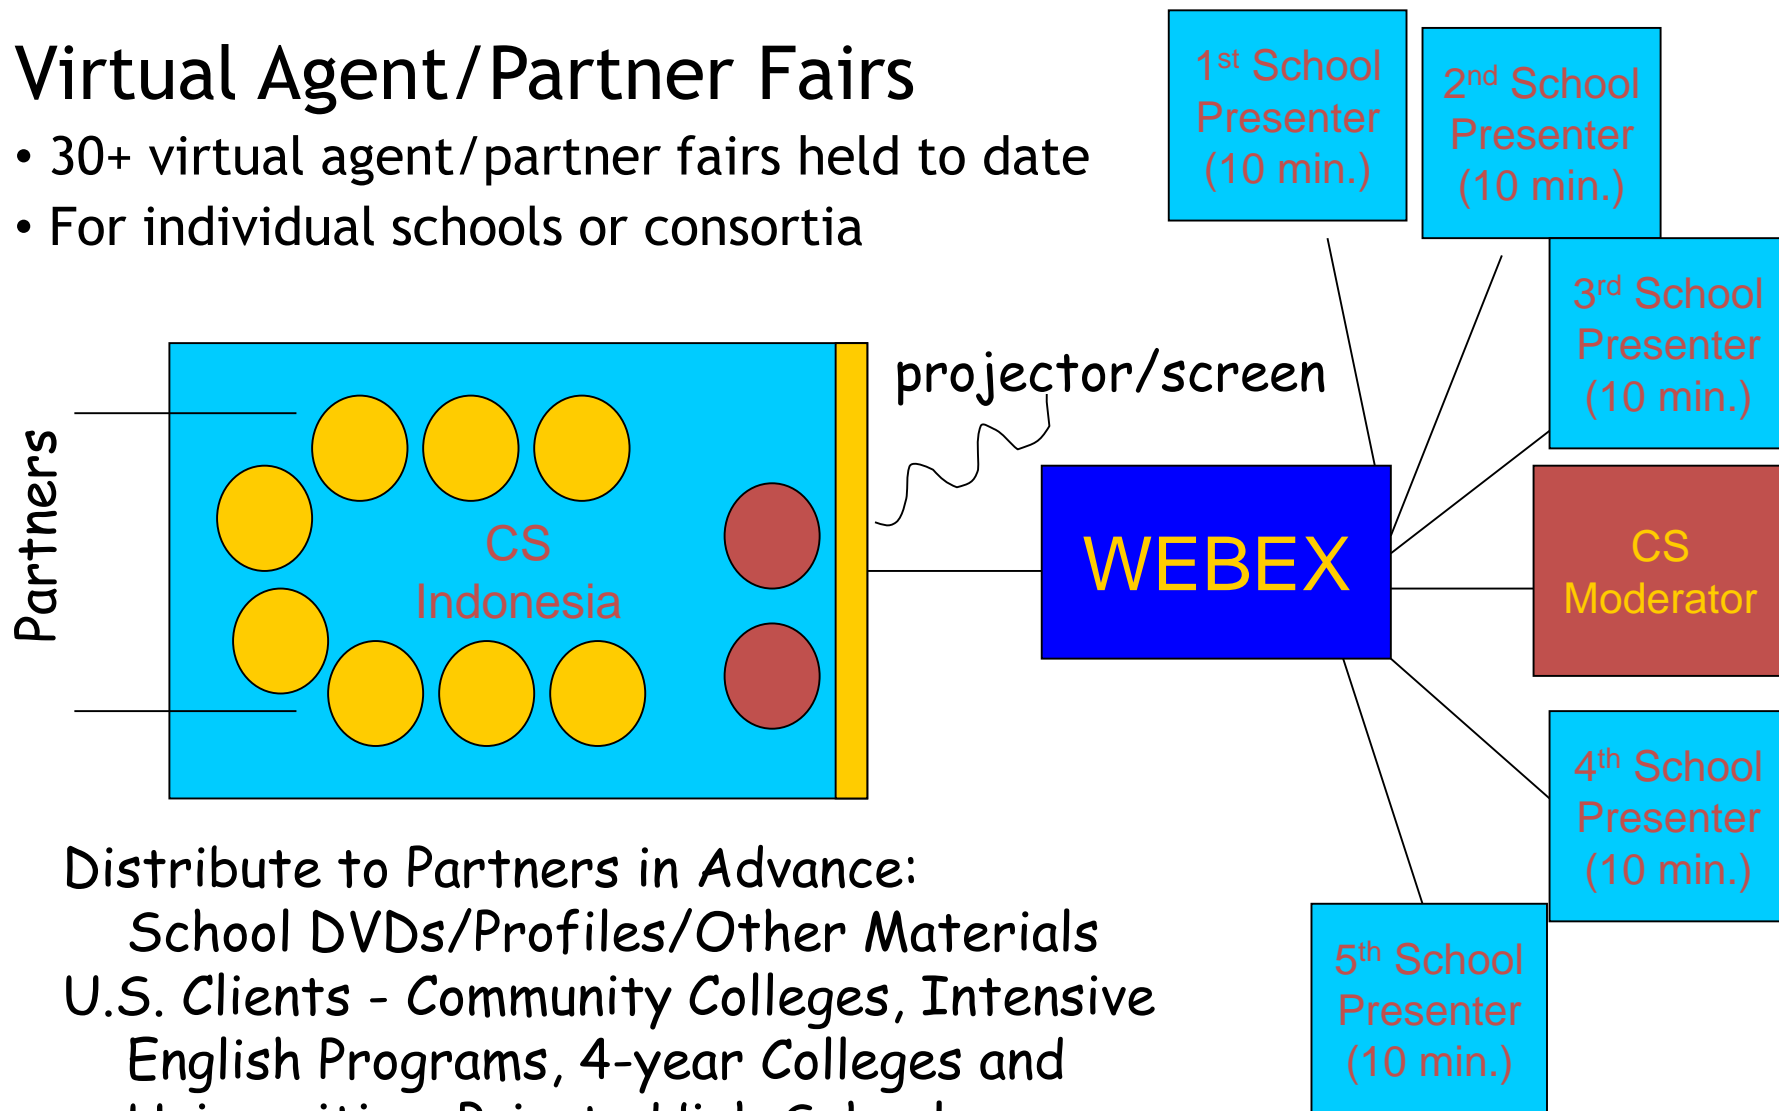 Virtual Agent/Partner Fairs
• 30+ virtual agent/partner fairs held to date
• For individual schools or consortia
1st School
Presenter
(10 min.)
2nd School
Presenter
(10 min.)
3rd School
Presenter
(10 min.)
projector/screen
Partners
CS
Indonesia
WEBEX
CS
Moderator
4th School
Presenter
(10 min.)
5th School
Presenter
(10 min.)
Distribute to Partners in Advance:
School DVDs/Profiles/Other Materials
U.S. Clients - Community Colleges, Intensive
English Programs, 4-year Colleges and